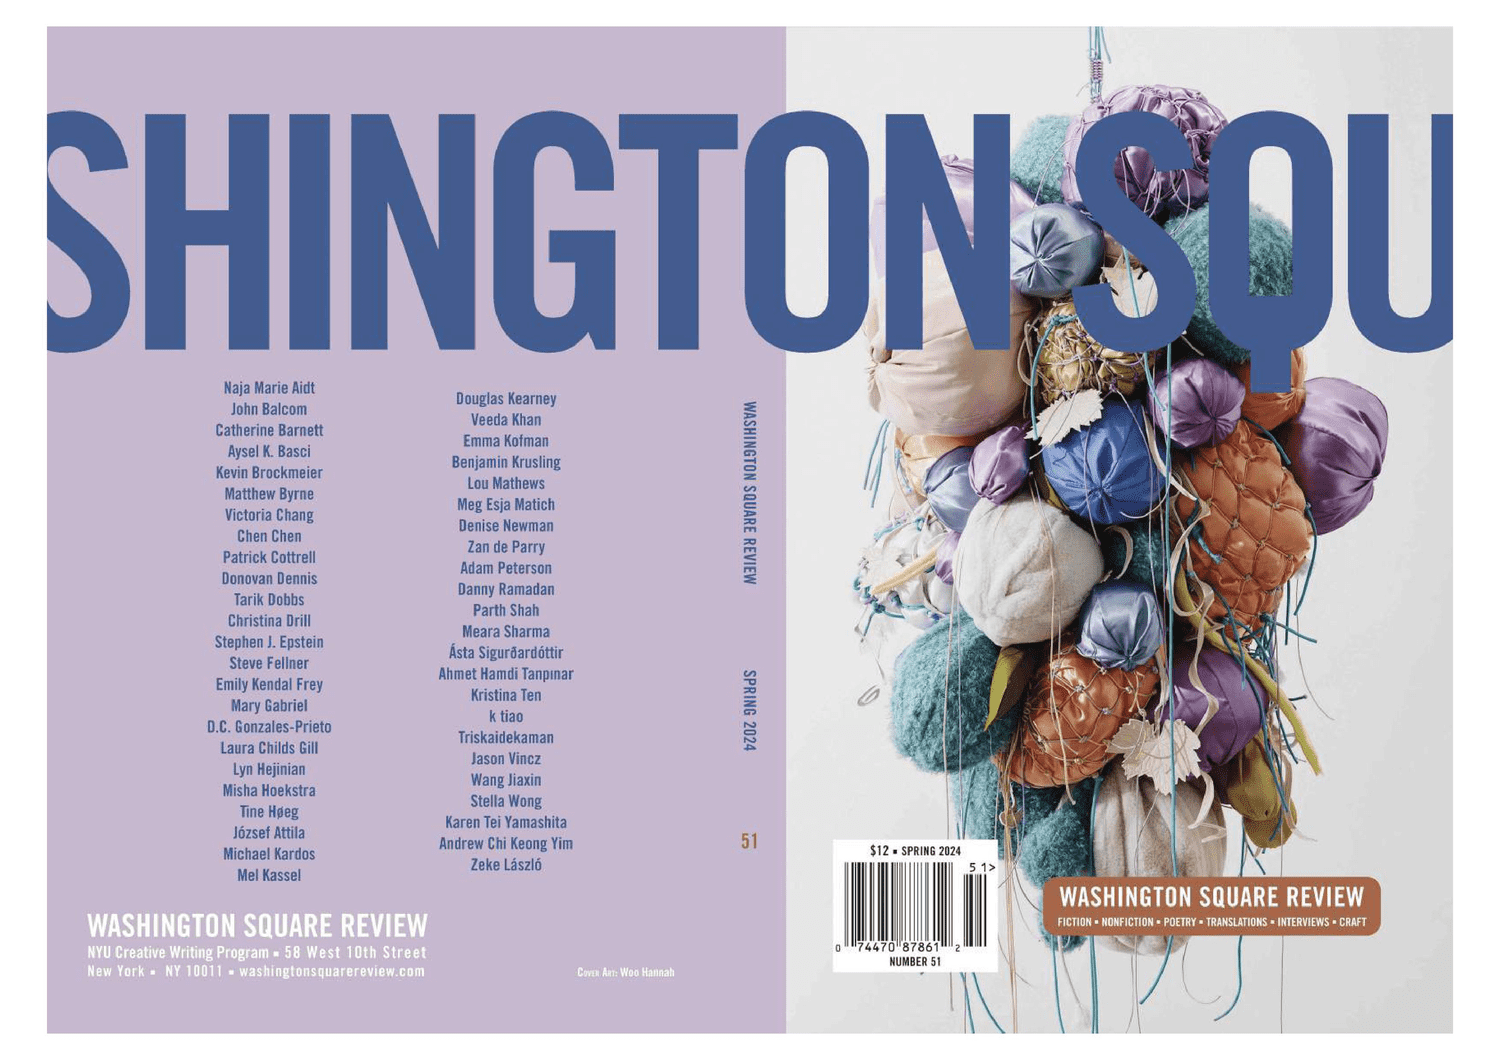 SHINGTON SQU
Naja Marie Aidt
John Balcom
Catherine Barnett
Aysel K. Basci
Kevin Brockmeier
Matthew Byrne
Victoria Chang
Chen Chen
Patrick Cottrell
Donovan Dennis
Tarik Dobbs
Christina Drill
Stephen J. Epstein
Steve Fellner
Emily Kendal Frey
Mary Gabriel
D.C. Gonzales-Prieto
Laura Childs Gill
Lyn Hejinian
Misha Hoekstra
Tine Høeg
József Attila
Michael Kardos
Mel Kassel
Douglas Kearney
Veeda Khan
Emma Kofman
Benjamin Krusling
Lou Mathews
Meg Esja Matich
Denise Newman
Zan de Parry
Adam Peterson
Danny Ramadan
Parth Shah
Meara Sharma
Ásta Sigurðardóttir
Ahmet Hamdi Tanpınar
Kristina Ten
k tiao
Triskaidekaman
Jason Vincz
Wang Jiaxin
Stella Wong
Karen Tei Yamashita
Andrew Chi Keong Yim
Zeke László
WASHINGTON SQUARE REVIEW
NYU Creative Writing Program ▪ 58 West 10th Street
New York ▪ NY 10011 ▪ washingtonsquarereview.com
Cover Art: Woo Hannah
WASHINGTON SQUARE REVIEW
SPRING 2024
51
$12 ▪ SPRING 2024
51>
0 74470 87861 2
NUMBER 51
WASHINGTON SQUARE REVIEW
FICTION ▪ NONFICTION ▪ POETRY ▪ TRANSLATIONS ▪ INTERVIEWS ▪ CRAFT